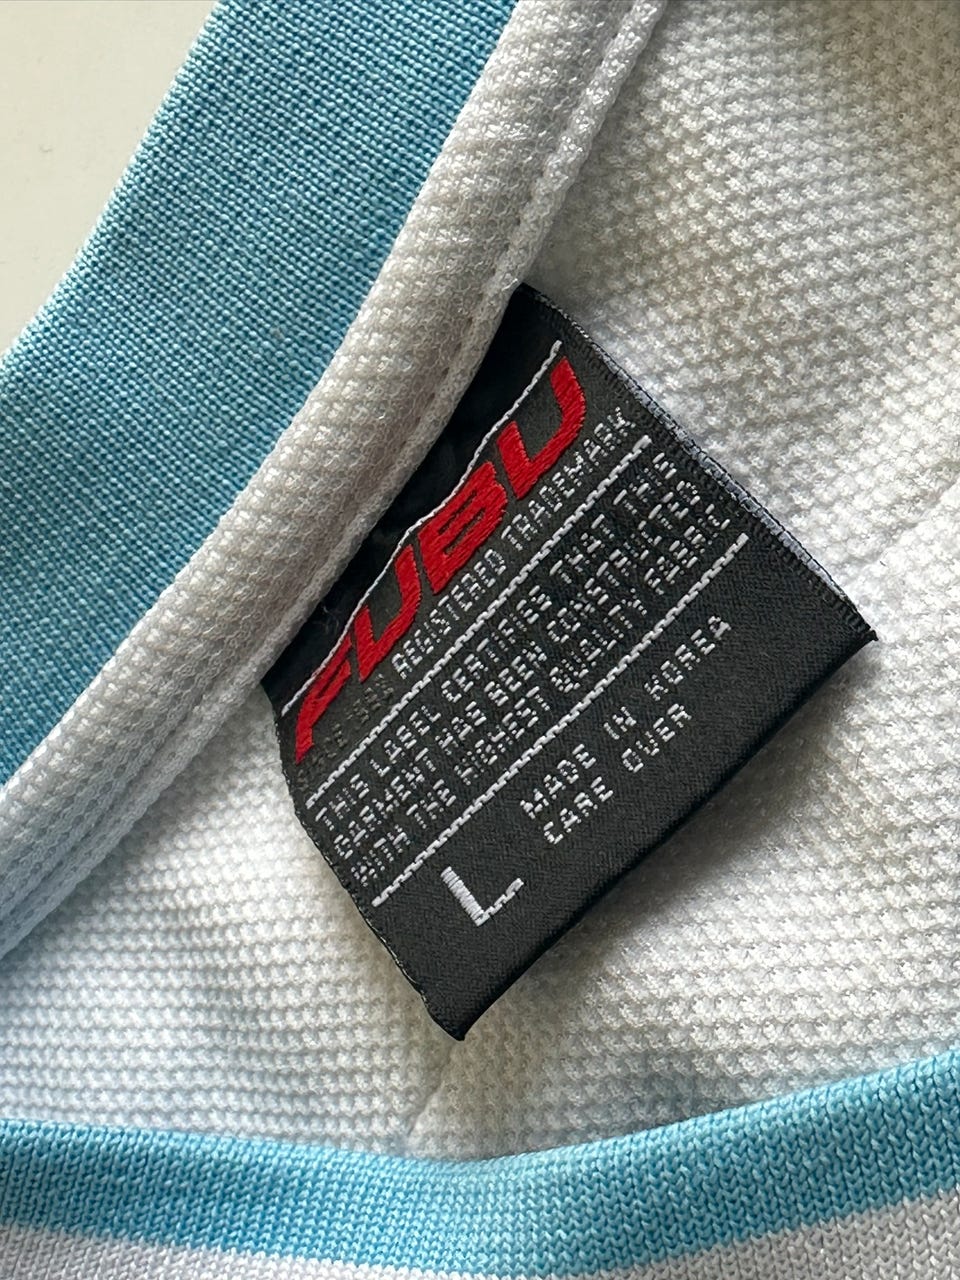 FUBU
REGISTERED TRADEMARK
THIS LABEL CERTIFIES THAT THIS
GARMENT HAS BEEN CONSTRUCTED
WITH THE HIGHEST QUALITY FABRIC
L
MADE IN KOREA
CARE OVER